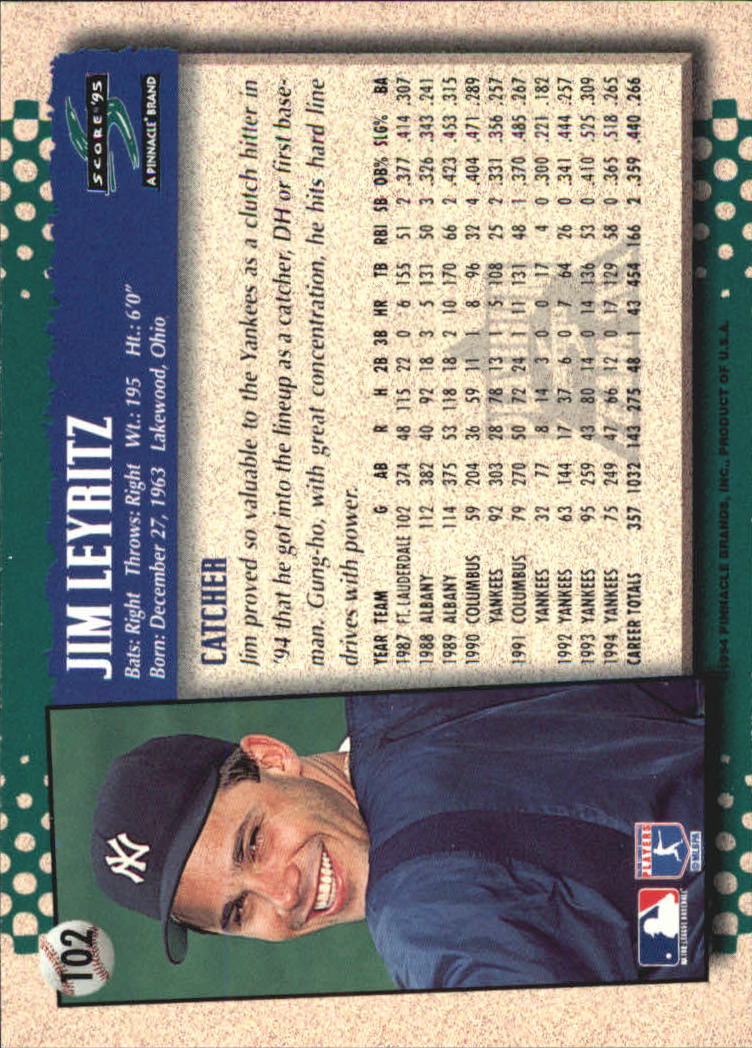 102
JIM LEYRITZ
Bats: Right Throws: Right Wt.: 195 Ht.: 6'0"
Born: December 27, 1963 Lakewood, Ohio
SCORE '95
A PINNACLE BRAND
CATCHER
Jim proved so valuable to the Yankees as a clutch hitter in
'94 that he got into the lineup as a catcher, DH or first base-
man. Gung-ho, with great concentration, he hits hard line
drives with power.
YEAR TEAM G AB R H 2B 3B HR TB RBI SB OB% SLG% BA
1987 FT. LAUDERDALE 102 374 48 115 22 0 6 155 51 2 .377 .414 .307
1988 ALBANY 112 382 40 92 18 3 5 131 50 3 .326 .343 .241
1989 ALBANY 114 375 53 118 18 2 10 170 66 2 .423 .453 .315
1990 COLUMBUS 59 204 36 59 11 1 8 96 32 4 .404 .471 .289
YANKEES 92 303 28 78 13 1 5 108 25 2 .331 .356 .257
1991 COLUMBUS 79 270 50 72 24 1 11 131 48 1 .370 .485 .267
YANKEES 32 77 8 14 3 0 0 17 4 0 .300 .221 .182
1992 YANKEES 63 144 17 37 6 0 7 64 26 0 .341 .444 .257
1993 YANKEES 95 259 43 80 14 0 14 136 53 0 .410 .525 .309
1994 YANKEES 75 249 47 66 12 0 17 129 58 0 .365 .518 .265
CAREER TOTALS 357 1032 143 275 48 1 43 454 166 2 .359 .440 .266
NY
PLAYERS
© MLBPA
MAJOR LEAGUE BASEBALL
©1994 PINNACLE BRANDS, INC., PRODUCT OF U.S.A.